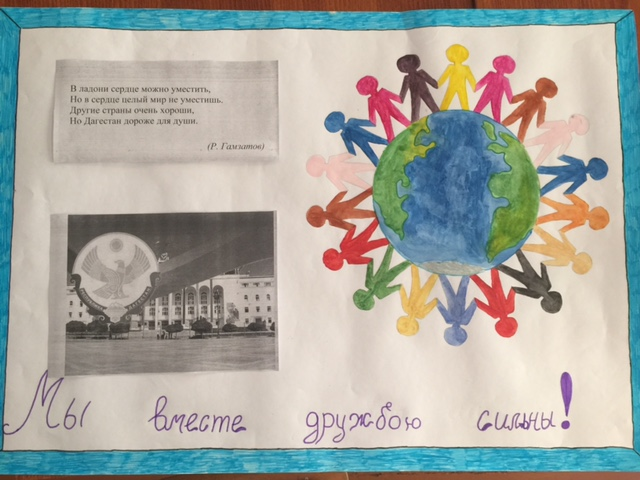 В ладони сердце можно уместить,
Но в сердце целый мир не уместишь.
Другие страны очень хороши,
Но Дагестан дороже для души.
(Р. Гамзатов)
Мы вместе дружбою сильны!